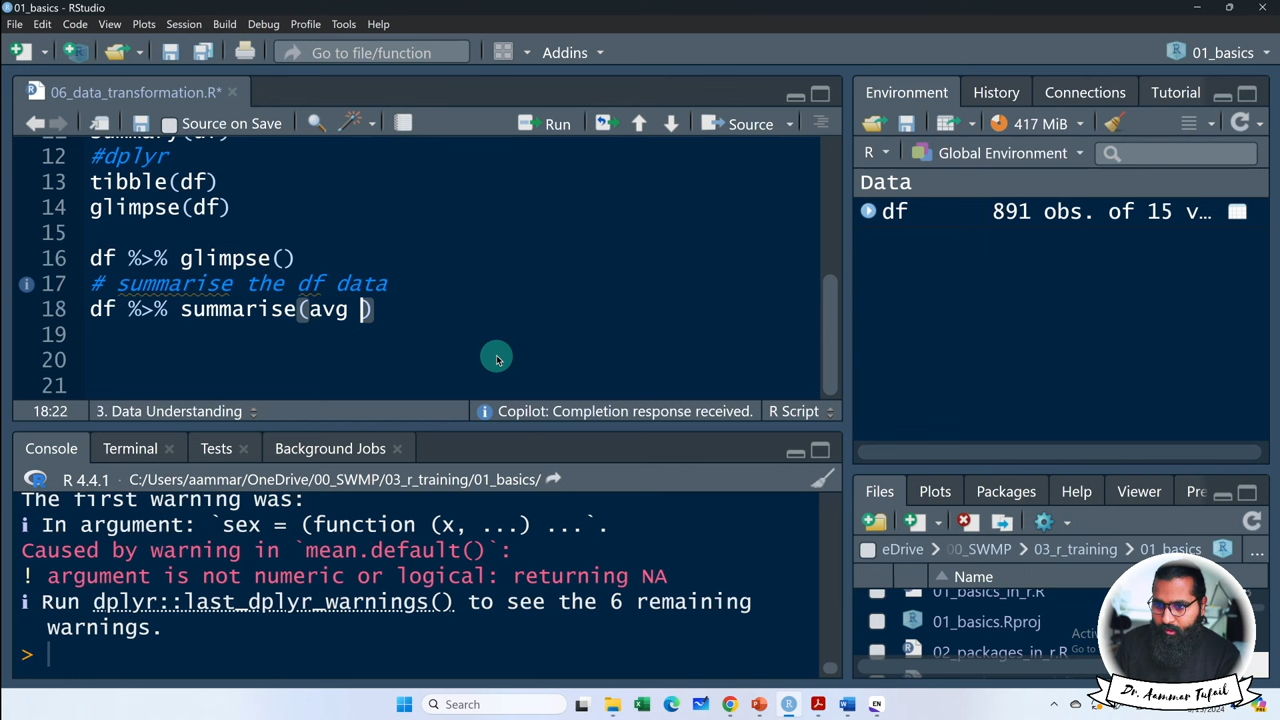 01_basics - RStudio
File Edit Code View Plots Session Build Debug Profile Tools Help
Go to file/function Addins 01_basics
06_data_transformation.R*
Source on Save Run Source
12 #dplyr
13 tibble(df)
14 glimpse(df)
15
16 df %>% glimpse()
17 # summarise the df data
18 df %>% summarise(avg )
19
20
21
18:22 3. Data Understanding Copilot: Completion response received. R Script
Console Terminal Tests Background Jobs
R 4.4.1 · C:/Users/aammar/OneDrive/00_SWMP/03_r_training/01_basics/
The first warning was:
i In argument: `sex = (function (x, ...) ...`.
Caused by warning in `mean.default()`:
! argument is not numeric or logical: returning NA
i Run dplyr::last_dplyr_warnings() to see the 6 remaining
warnings.
>
Environment History Connections Tutorial
417 MiB
R Global Environment
Data
df 891 obs. of 15 v...
Files Plots Packages Help Viewer Pre
eDrive 00_SWMP 03_r_training 01_basics ...
Name
01_basics_in_r.R
01_basics.Rproj
02_packages_in_r.R
Dr. Aammar Tufail
Search
EN